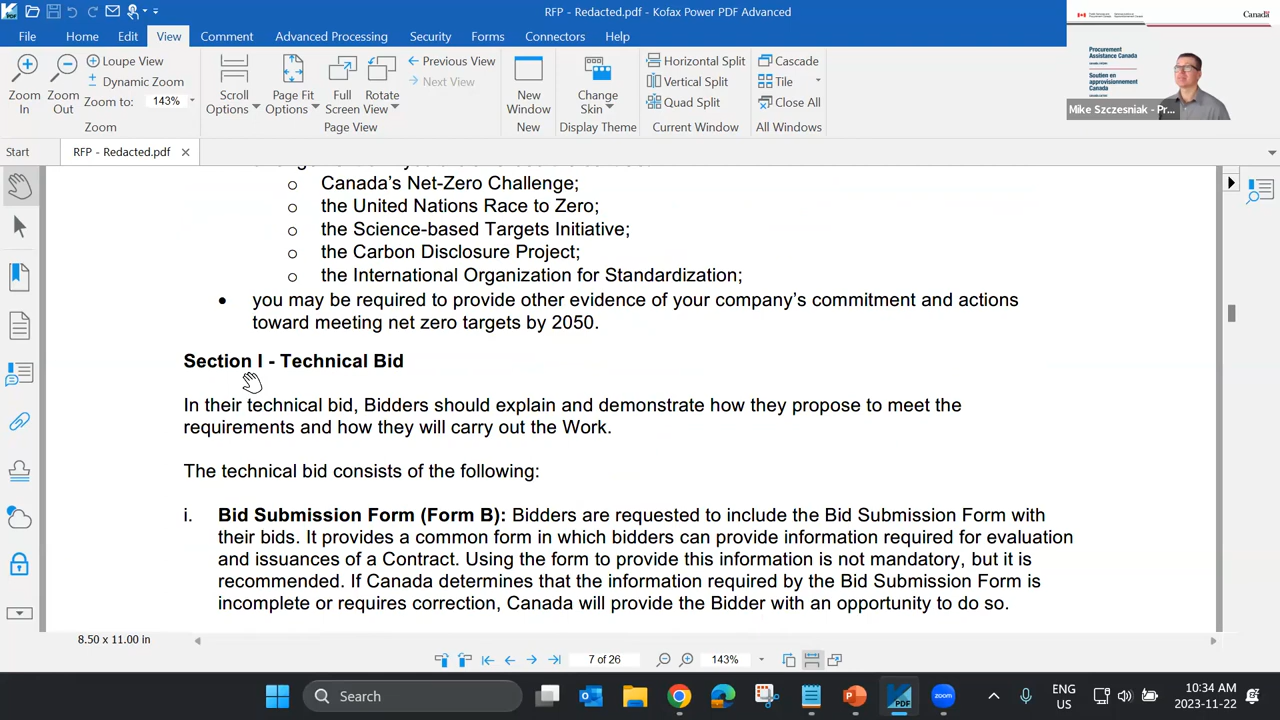 RFP - Redacted.pdf - Kofax Power PDF Advanced
File Home Edit View Comment Advanced Processing Security Forms Connectors Help
Zoom In
Zoom Out
Loupe View
Dynamic Zoom
Zoom to: 143%
Zoom
Scroll Options
Page Fit Options
Full Screen View
Previous View
Next View
Page View
New Window
New
Change Skin
Display Theme
Horizontal Split
Vertical Split
Quad Split
Current Window
Cascade
Tile
Close All
All Windows
Canada
Procurement
Assistance Canada
Soutien en
approvisionnement
Canada
Mike Szczesniak - Pr...
Start RFP - Redacted.pdf
o Canada's Net-Zero Challenge;
o the United Nations Race to Zero;
o the Science-based Targets Initiative;
o the Carbon Disclosure Project;
o the International Organization for Standardization;
• you may be required to provide other evidence of your company's commitment and actions
toward meeting net zero targets by 2050.
Section I - Technical Bid
In their technical bid, Bidders should explain and demonstrate how they propose to meet the
requirements and how they will carry out the Work.
The technical bid consists of the following:
i. Bid Submission Form (Form B): Bidders are requested to include the Bid Submission Form with
their bids. It provides a common form in which bidders can provide information required for evaluation
and issuances of a Contract. Using the form to provide this information is not mandatory, but it is
recommended. If Canada determines that the information required by the Bid Submission Form is
incomplete or requires correction, Canada will provide the Bidder with an opportunity to do so.
8.50 x 11.00 in
7 of 26 143%
Search
PDF
zoom
ENG
US
10:34 AM
2023-11-22